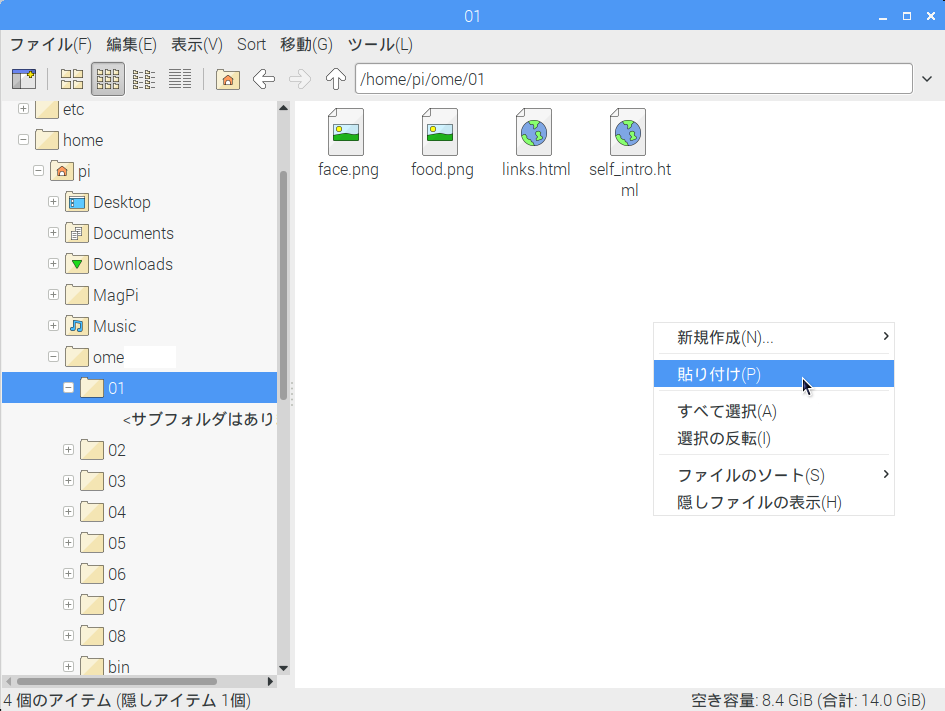 01
ファイル(F) 編集(E) 表示(V) Sort 移動(G) ツール(L)
/home/pi/ome/01
etc
home
pi
Desktop
Documents
Downloads
MagPi
Music
ome
01
<サブフォルダはあり
02
03
04
05
06
07
08
bin
face.png
food.png
links.html
self_intro.ht
ml
新規作成(N)...
貼り付け(P)
すべて選択(A)
選択の反転(I)
ファイルのソート(S)
隠しファイルの表示(H)
4 個のアイテム (隠しアイテム 1個)
空き容量: 8.4 GiB (合計: 14.0 GiB)